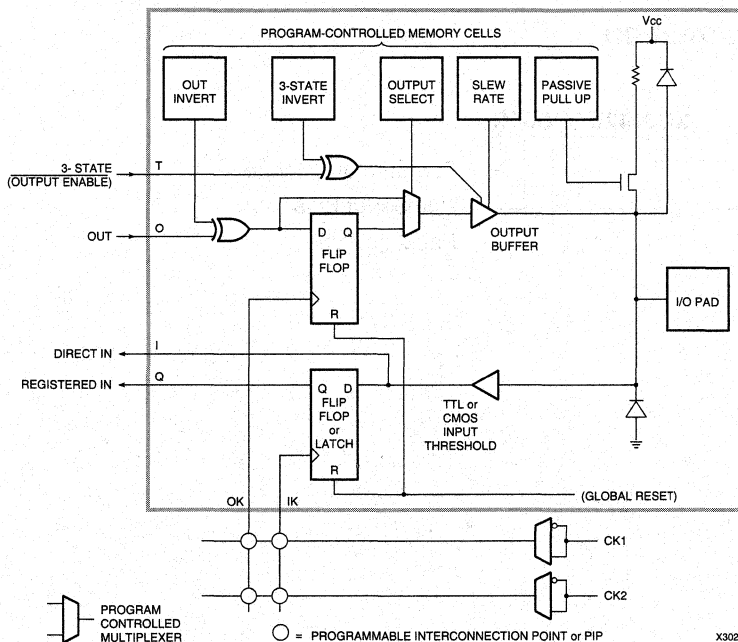 PROGRAM-CONTROLLED MEMORY CELLS
Vcc
OUT
INVERT
3-STATE
INVERT
OUTPUT
SELECT
SLEW
RATE
PASSIVE
PULL UP
3- STATE
(OUTPUT ENABLE)
T
OUT
O
D Q
FLIP
FLOP
R
OUTPUT
BUFFER
I/O PAD
DIRECT IN
I
REGISTERED IN
Q
Q D
FLIP
FLOP
or
LATCH
R
TTL or
CMOS
INPUT
THRESHOLD
OK
IK
(GLOBAL RESET)
CK1
CK2
PROGRAM
CONTROLLED
MULTIPLEXER
= PROGRAMMABLE INTERCONNECTION POINT or PIP
X302